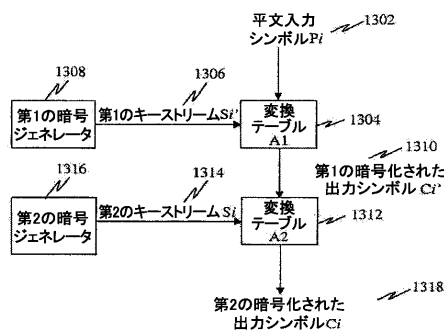 平文入力
シンボルPi
1302
1308
1306
第1の暗号
ジェネレータ
第1のキーストリームSi'
変換
テーブル
A1
1304
1310
第1の暗号化された
出力シンボル Ci'
1316
1314
第2の暗号
ジェネレータ
第2のキーストリームSi
変換
テーブル
A2
1312
1318
第2の暗号化された
出力シンボルCi